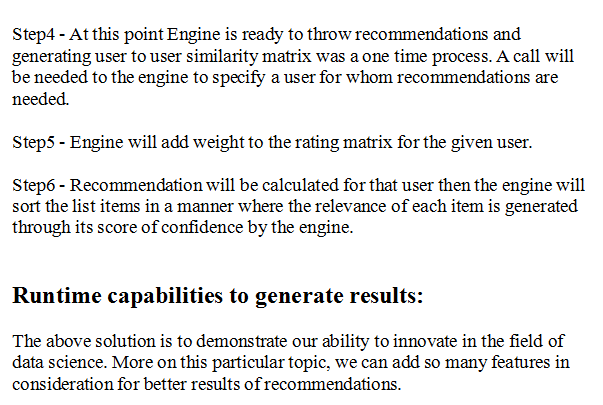 Step4 - At this point Engine is ready to throw recommendations and
generating user to user similarity matrix was a one time process. A call will
be needed to the engine to specify a user for whom recommendations are
needed.
Step5 - Engine will add weight to the rating matrix for the given user.
Step6 - Recommendation will be calculated for that user then the engine will
sort the list items in a manner where the relevance of each item is generated
through its score of confidence by the engine.
Runtime capabilities to generate results:
The above solution is to demonstrate our ability to innovate in the field of
data science. More on this particular topic, we can add so many features in
consideration for better results of recommendations.